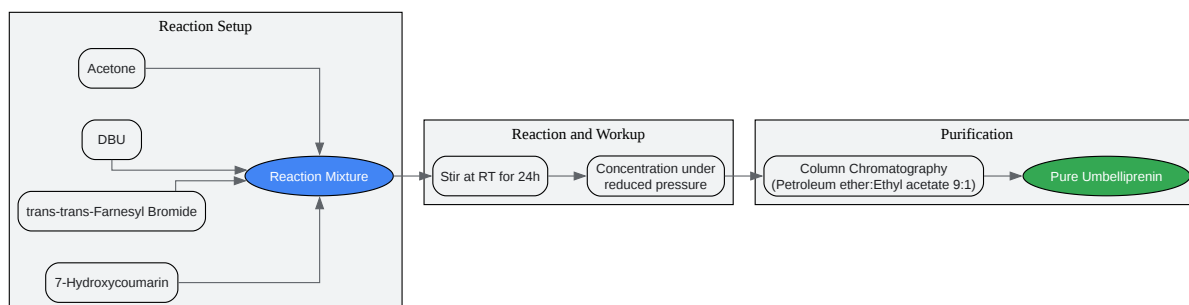 Reaction Setup
Acetone
DBU
trans-trans-Farnesyl Bromide
7-Hydroxycoumarin
Reaction Mixture
Reaction and Workup
Stir at RT for 24h
Concentration under
reduced pressure
Purification
Column Chromatography
(Petroleum ether:Ethyl acetate 9:1)
Pure Umbelliprenin